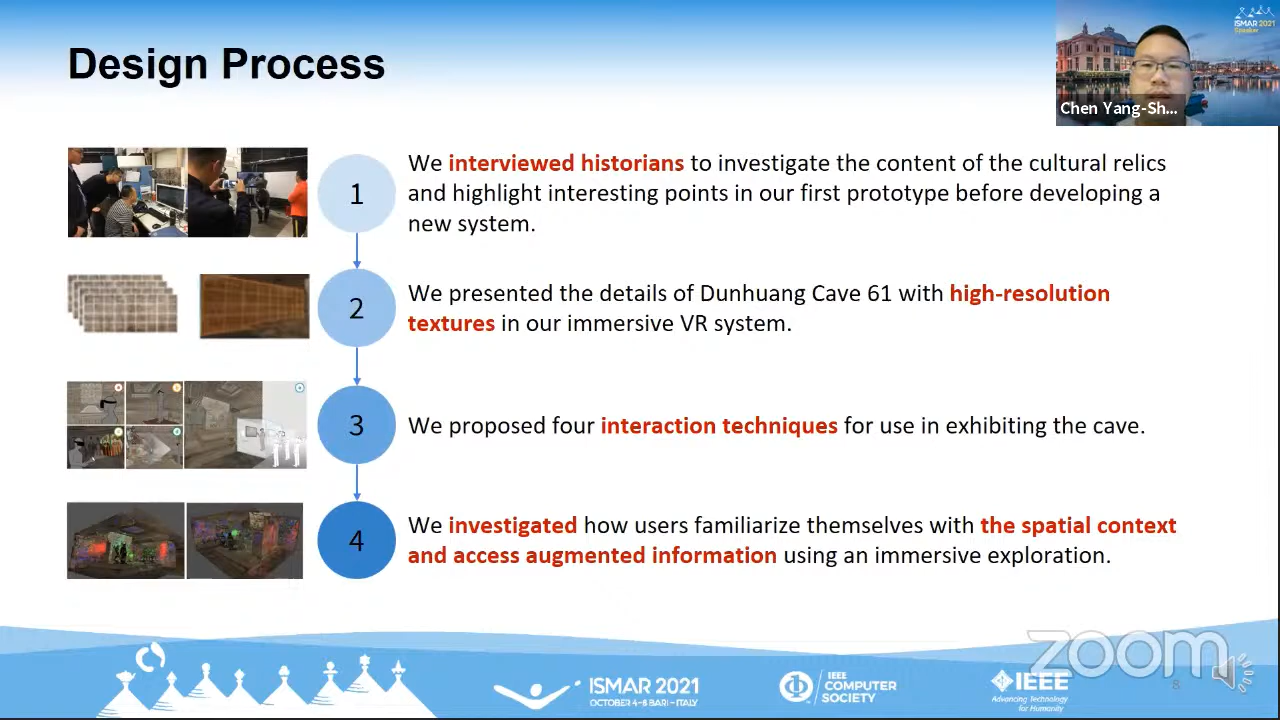 Design Process
ISMAR 2021
Speaker
Chen Yang-Sh...
1
We interviewed historians to investigate the content of the cultural relics
and highlight interesting points in our first prototype before developing a
new system.
2
We presented the details of Dunhuang Cave 61 with high-resolution
textures in our immersive VR system.
3
We proposed four interaction techniques for use in exhibiting the cave.
4
We investigated how users familiarize themselves with the spatial context
and access augmented information using an immersive exploration.
zoom
8
ISMAR 2021
OCTOBER 4-8 BARI - ITALY
IEEE
COMPUTER
SOCIETY
IEEE
Advancing Technology
for Humanity